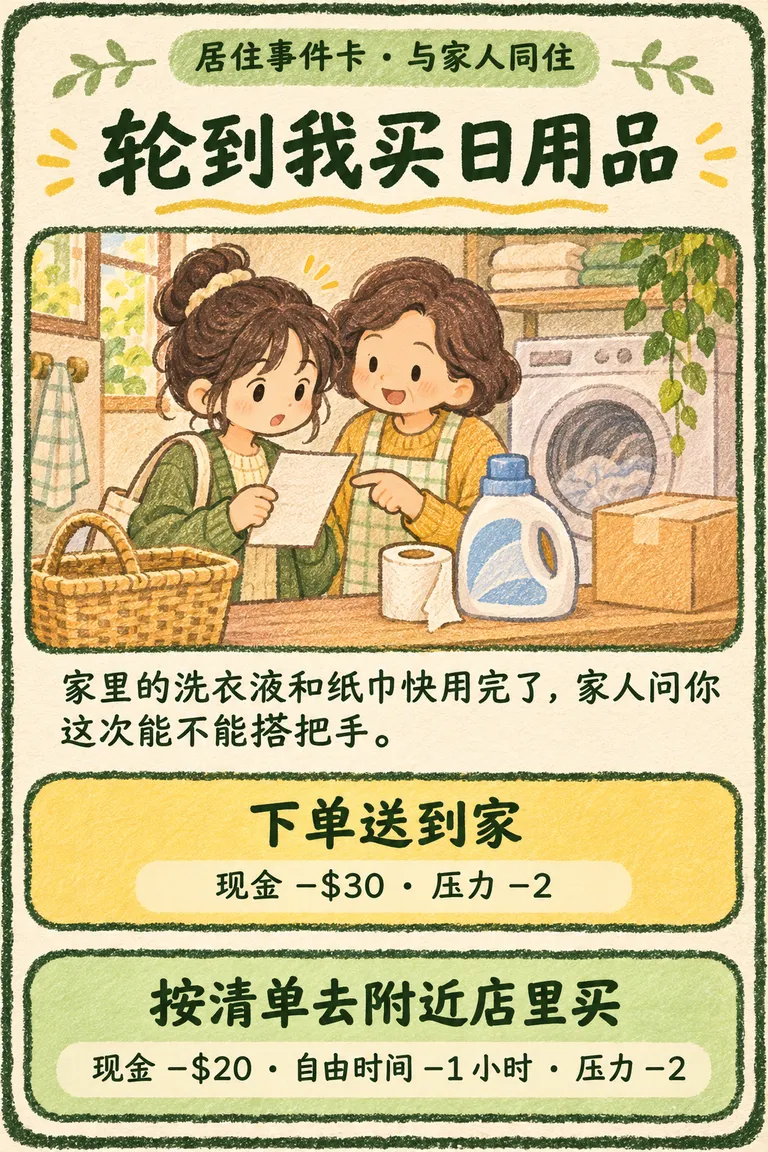 居住事件卡 · 与家人同住
轮到我买日用品
家里的洗衣液和纸巾快用完了,家人问你
这次能不能搭把手。
下单送到家
现金 −$30 · 压力 −2
按清单去附近店里买
现金 −$20 · 自由时间 −1 小时 · 压力 −2